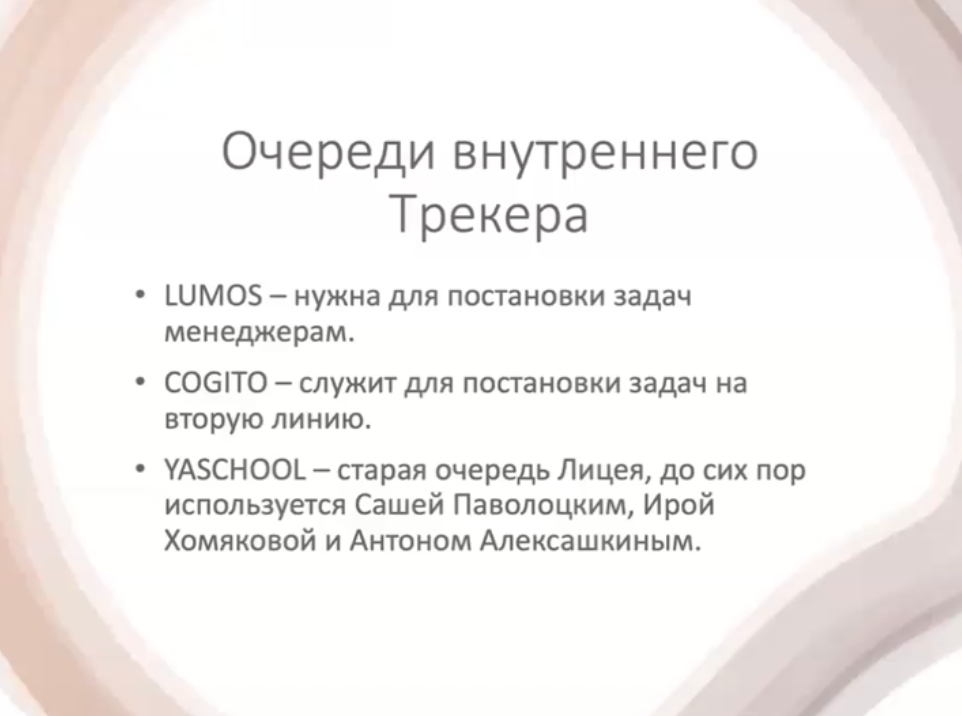 Очереди внутреннего
Трекера
• LUMOS – нужна для постановки задач
менеджерам.
• COGITO – служит для постановки задач на
вторую линию.
• YASCHOOL – старая очередь Лицея, до сих пор
используется Сашей Паволоцким, Ирой
Хомяковой и Антоном Алексашкиным.